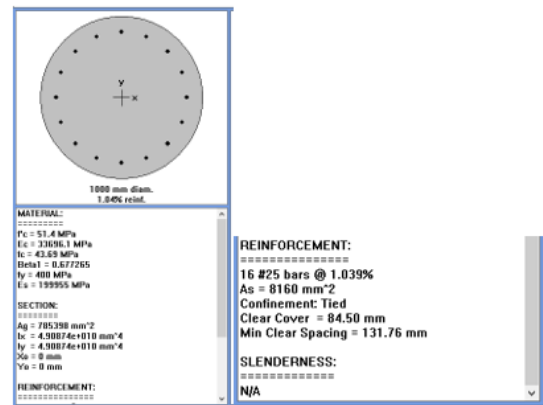 y
x
1000 mm diam.
1.04% reinf.
MATERIAL:
=========
f'c = 51.4 MPa
Ec = 33696.1 MPa
fc = 43.69 MPa
Beta1 = 0.677265
fy = 400 MPa
Es = 199955 MPa
SECTION:
========
Ag = 785398 mm^2
Ix = 4.90874e+010 mm^4
Iy = 4.90874e+010 mm^4
Xo = 0 mm
Yo = 0 mm
REINFORCEMENT:
==============
REINFORCEMENT:
==============
16 #25 bars @ 1.039%
As = 8160 mm^2
Confinement: Tied
Clear Cover = 84.50 mm
Min Clear Spacing = 131.76 mm
SLENDERNESS:
============
N/A